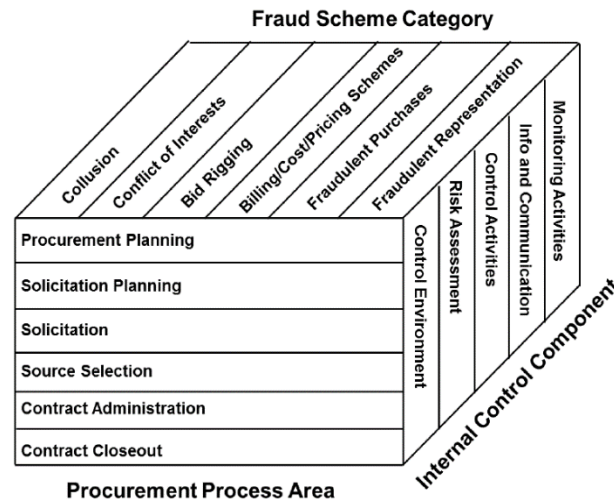 Fraud Scheme Category
Collusion
Conflict of Interests
Bid Rigging
Billing/Cost/Pricing Schemes
Fraudulent Purchases
Fraudulent Representation
Procurement Planning
Solicitation Planning
Solicitation
Source Selection
Contract Administration
Contract Closeout
Control Environment
Risk Assessment
Control Activities
Info and Communication
Monitoring Activities
Internal Control Component
Procurement Process Area